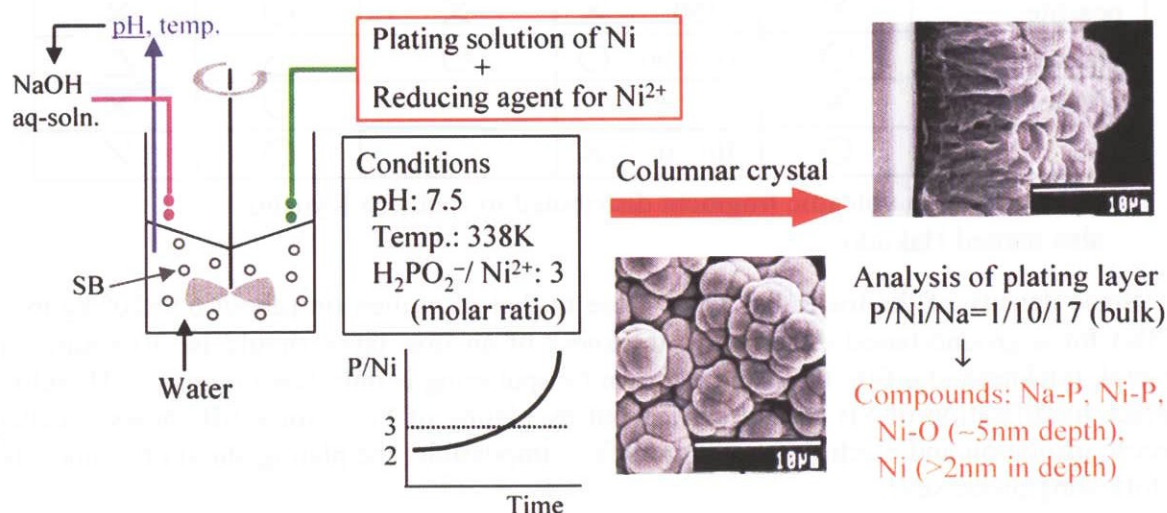 pH, temp.
NaOH
aq-soln.
Plating solution of Ni
+
Reducing agent for Ni²⁺
SB
Water
Conditions
pH: 7.5
Temp.: 338K
H₂PO₂⁻/ Ni²⁺: 3
(molar ratio)
P/Ni
3
2
Time
Columnar crystal
10μm
10μm
Analysis of plating layer
P/Ni/Na=1/10/17 (bulk)
↓
Compounds: Na-P, Ni-P,
Ni-O (~5nm depth),
Ni (>2nm in depth)